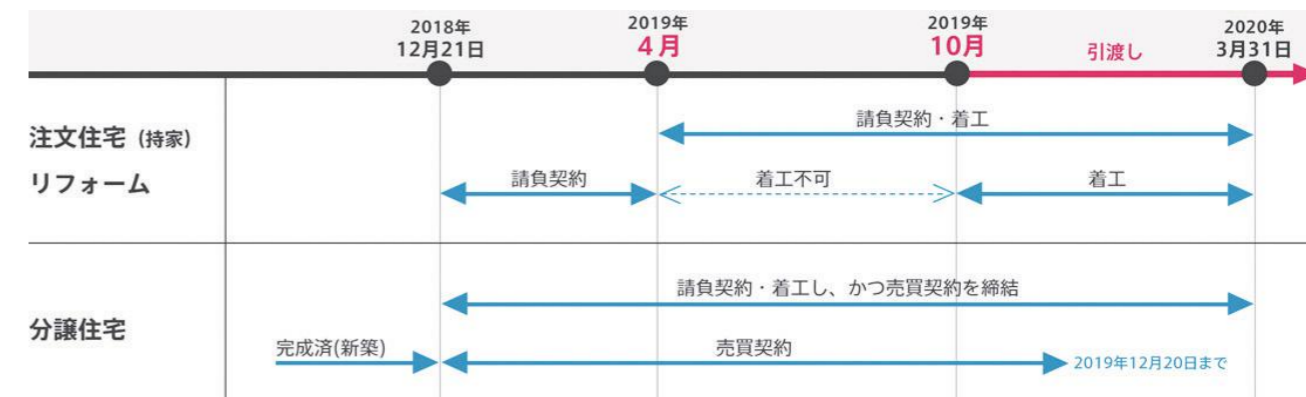 2018年
12月21日
2019年
4月
2019年
10月
引渡し
2020年
3月31日
注文住宅（持家）
リフォーム
請負契約・着工
請負契約
着工不可
着工
分譲住宅
請負契約・着工し、かつ売買契約を締結
完成済(新築)
売買契約
2019年12月20日まで